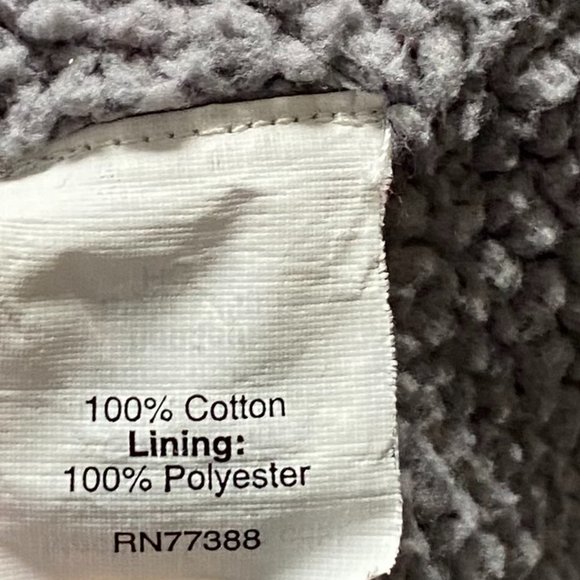 100% Cotton
Lining:
100% Polyester
RN77388